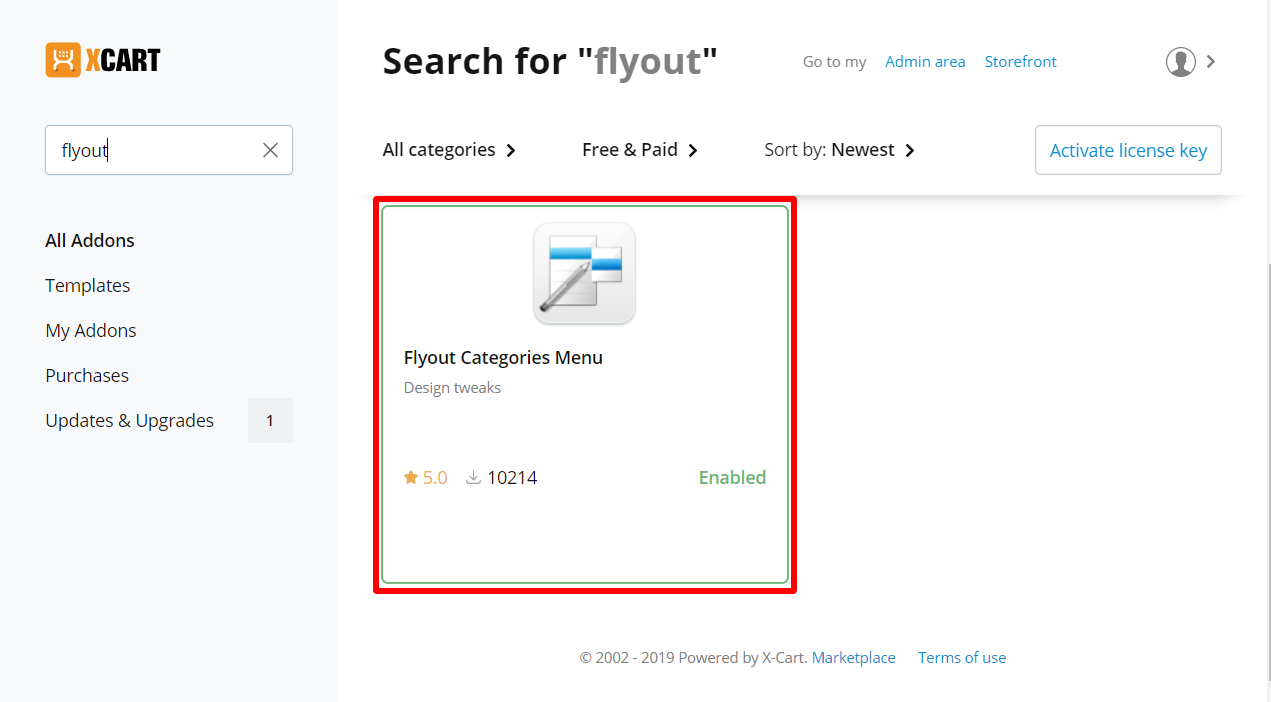 XCART
flyout
All Addons
Templates
My Addons
Purchases
Updates & Upgrades 1
Search for "flyout"
Go to my Admin area Storefront
All categories Free & Paid Sort by: Newest Activate license key
Flyout Categories Menu
Design tweaks
5.0 10214 Enabled
© 2002 - 2019 Powered by X-Cart. Marketplace Terms of use